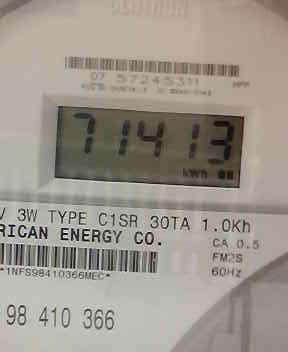 07 57245311
71413
kWh
V 3W TYPE C1SR 30TA 1.0Kh
RICAN ENERGY CO.
CA 0.5
FM2S
60Hz
*1NFS98410366MEC*
98 410 366